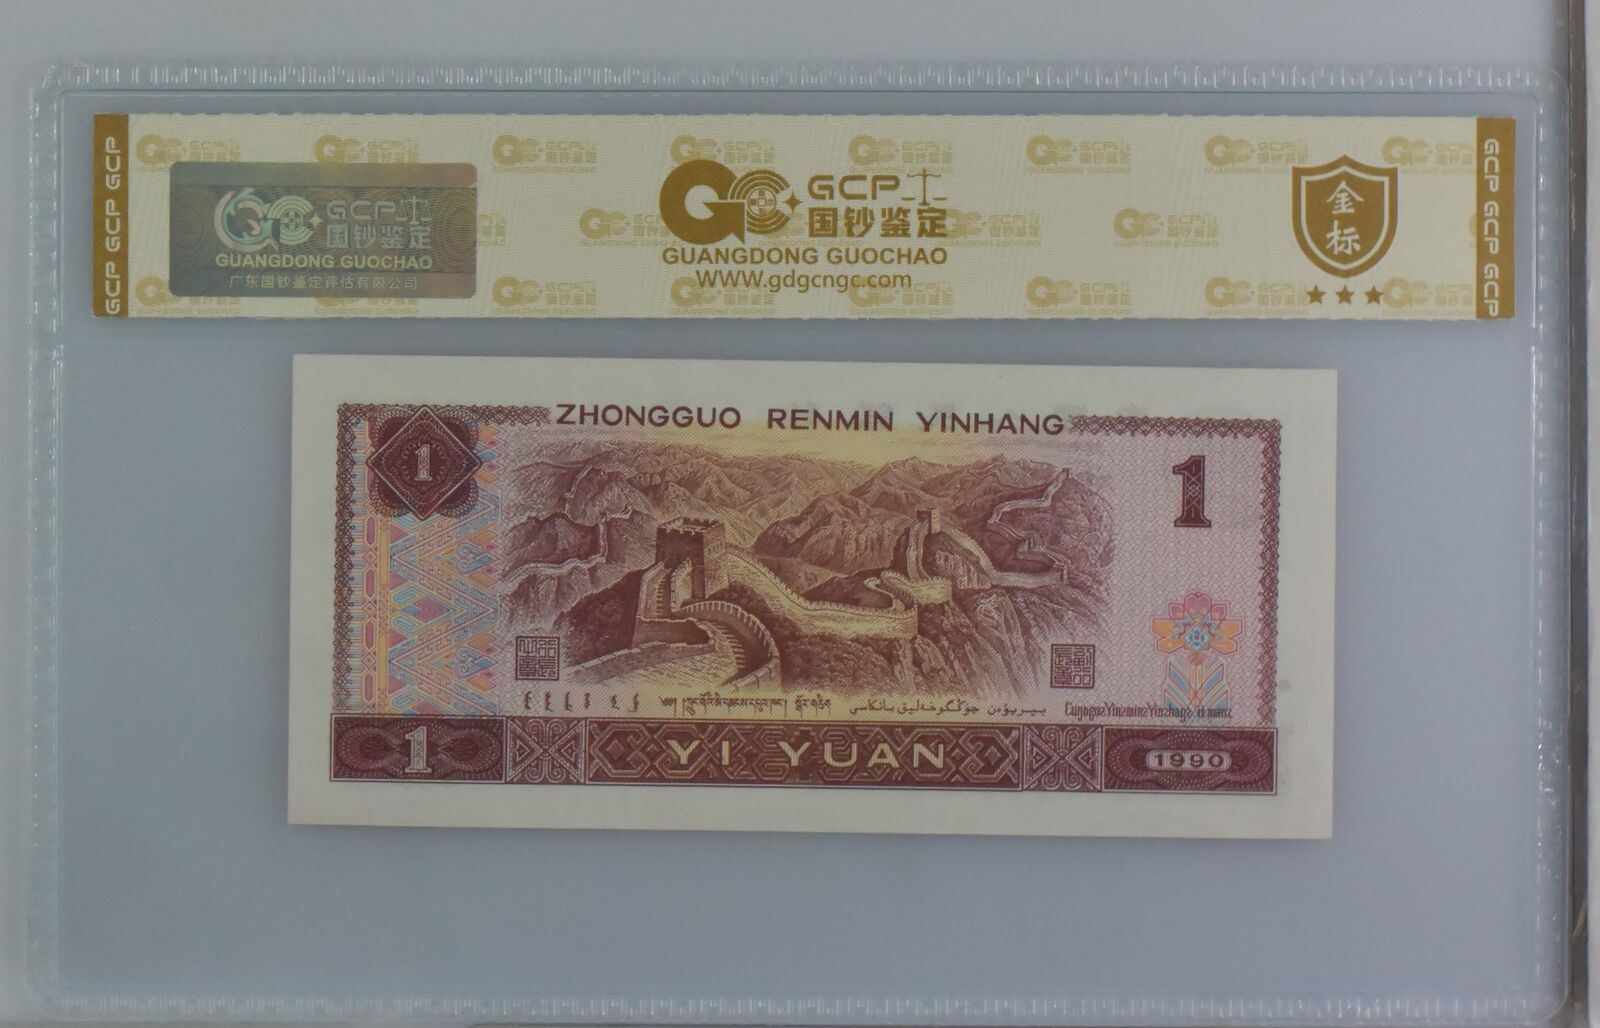 GCP GCP GCP
GCP
国钞鉴定
GUANGDONG GUOCHAO
广东国钞鉴定评估有限公司
GCP
国钞鉴定
GUANGDONG GUOCHAO
WWW.gdgcngc.com
金标
GCP GCP GCP
ZHONGGUO RENMIN YINHANG
1
1
1 YI YUAN 1990